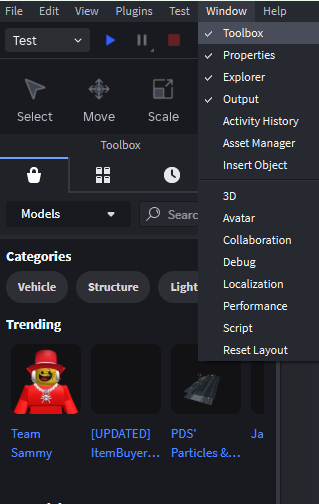 File Edit View Plugins Test Window Help
Test
Select Move Scale
Toolbox
Models
Searc
Categories
Vehicle Structure Light
Trending
Team
Sammy
[UPDATED]
ItemBuyer...
PDS'
Particles &...
Ja
Toolbox
Properties
Explorer
Output
Activity History
Asset Manager
Insert Object
3D
Avatar
Collaboration
Debug
Localization
Performance
Script
Reset Layout